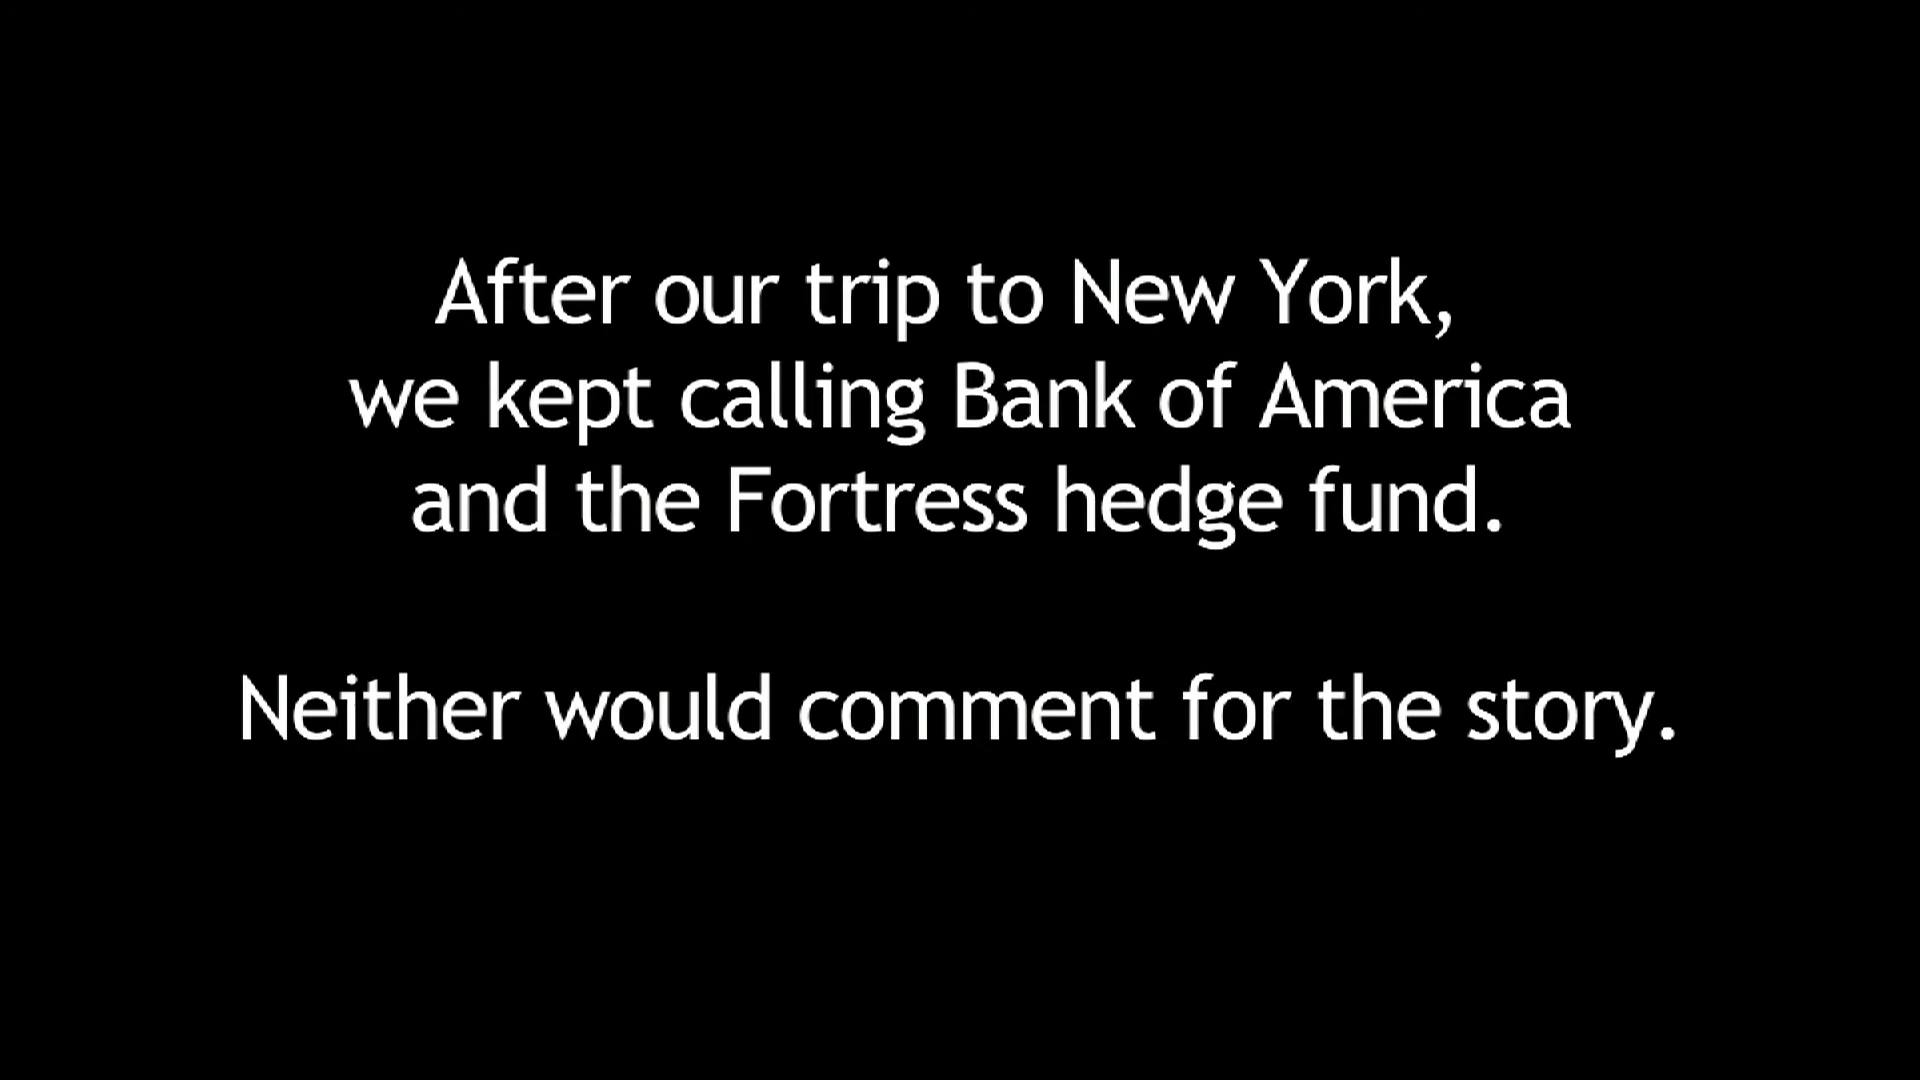 After our trip to New York,
we kept calling Bank of America
and the Fortress hedge fund.
Neither would comment for the story.